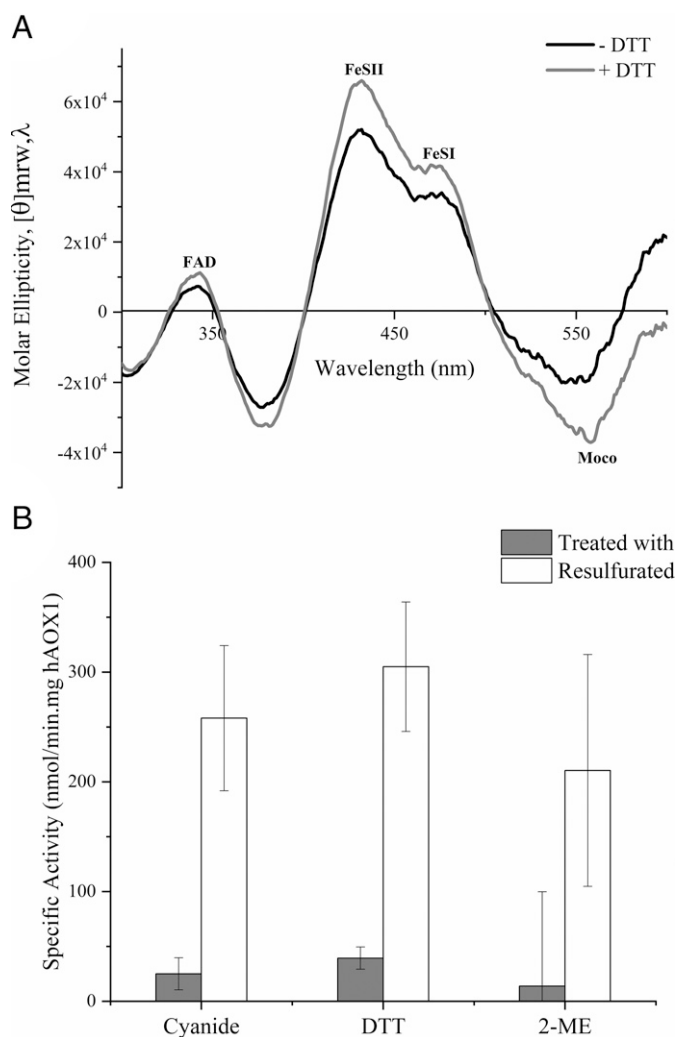 A
- DTT
+ DTT
FeSII
FeSI
FAD
Moco
Molar Ellipticity, [θ]mrw,λ
6x10⁴
4x10⁴
2x10⁴
0
-2x10⁴
-4x10⁴
350
450
550
Wavelength (nm)
B
Treated with
Resulfurated
Specific Activity (nmol/min.mg hAOX1)
400
300
200
100
0
Cyanide
DTT
2-ME